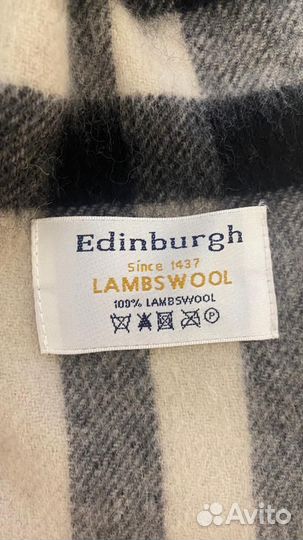 Edinburgh
Since 1437
LAMBSWOOL
100% LAMBSWOOL
P
Avito